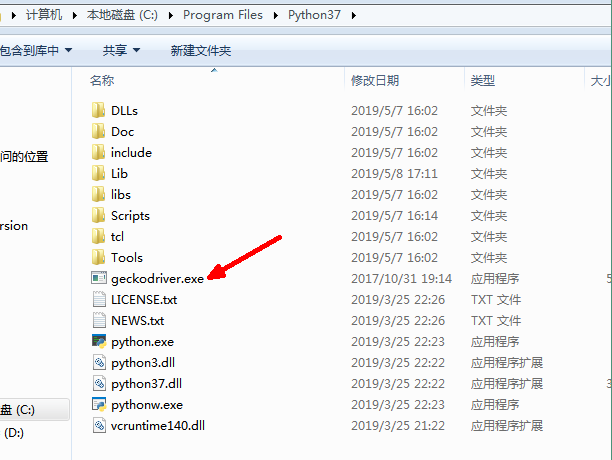 计算机 本地磁盘 (C:) Program Files Python37
包含到库中 共享 新建文件夹
名称 修改日期 类型 大小
DLLs 2019/5/7 16:02 文件夹
Doc 2019/5/7 16:02 文件夹
include 2019/5/7 16:02 文件夹
问的位置
Lib 2019/5/8 17:11 文件夹
libs 2019/5/7 16:02 文件夹
Scripts 2019/5/7 16:14 文件夹
rsion
tcl 2019/5/7 16:02 文件夹
Tools 2019/5/7 16:02 文件夹
geckodriver.exe 2017/10/31 19:14 应用程序 5
LICENSE.txt 2019/3/25 22:26 TXT 文件
NEWS.txt 2019/3/25 22:26 TXT 文件
python.exe 2019/3/25 22:23 应用程序
python3.dll 2019/3/25 22:22 应用程序扩展
python37.dll 2019/3/25 22:22 应用程序扩展 3
pythonw.exe 2019/3/25 22:23 应用程序
盘 (C:)
vcruntime140.dll 2019/3/25 21:22 应用程序扩展
(D:)